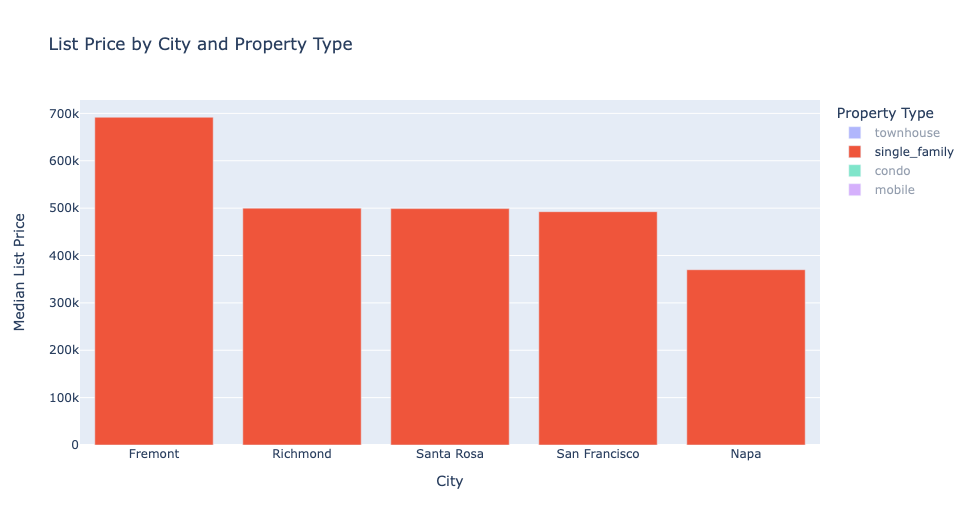 List Price by City and Property Type
Property Type
townhouse
single_family
condo
mobile
Median List Price
700k
600k
500k
400k
300k
200k
100k
0
Fremont
Richmond
Santa Rosa
San Francisco
Napa
City